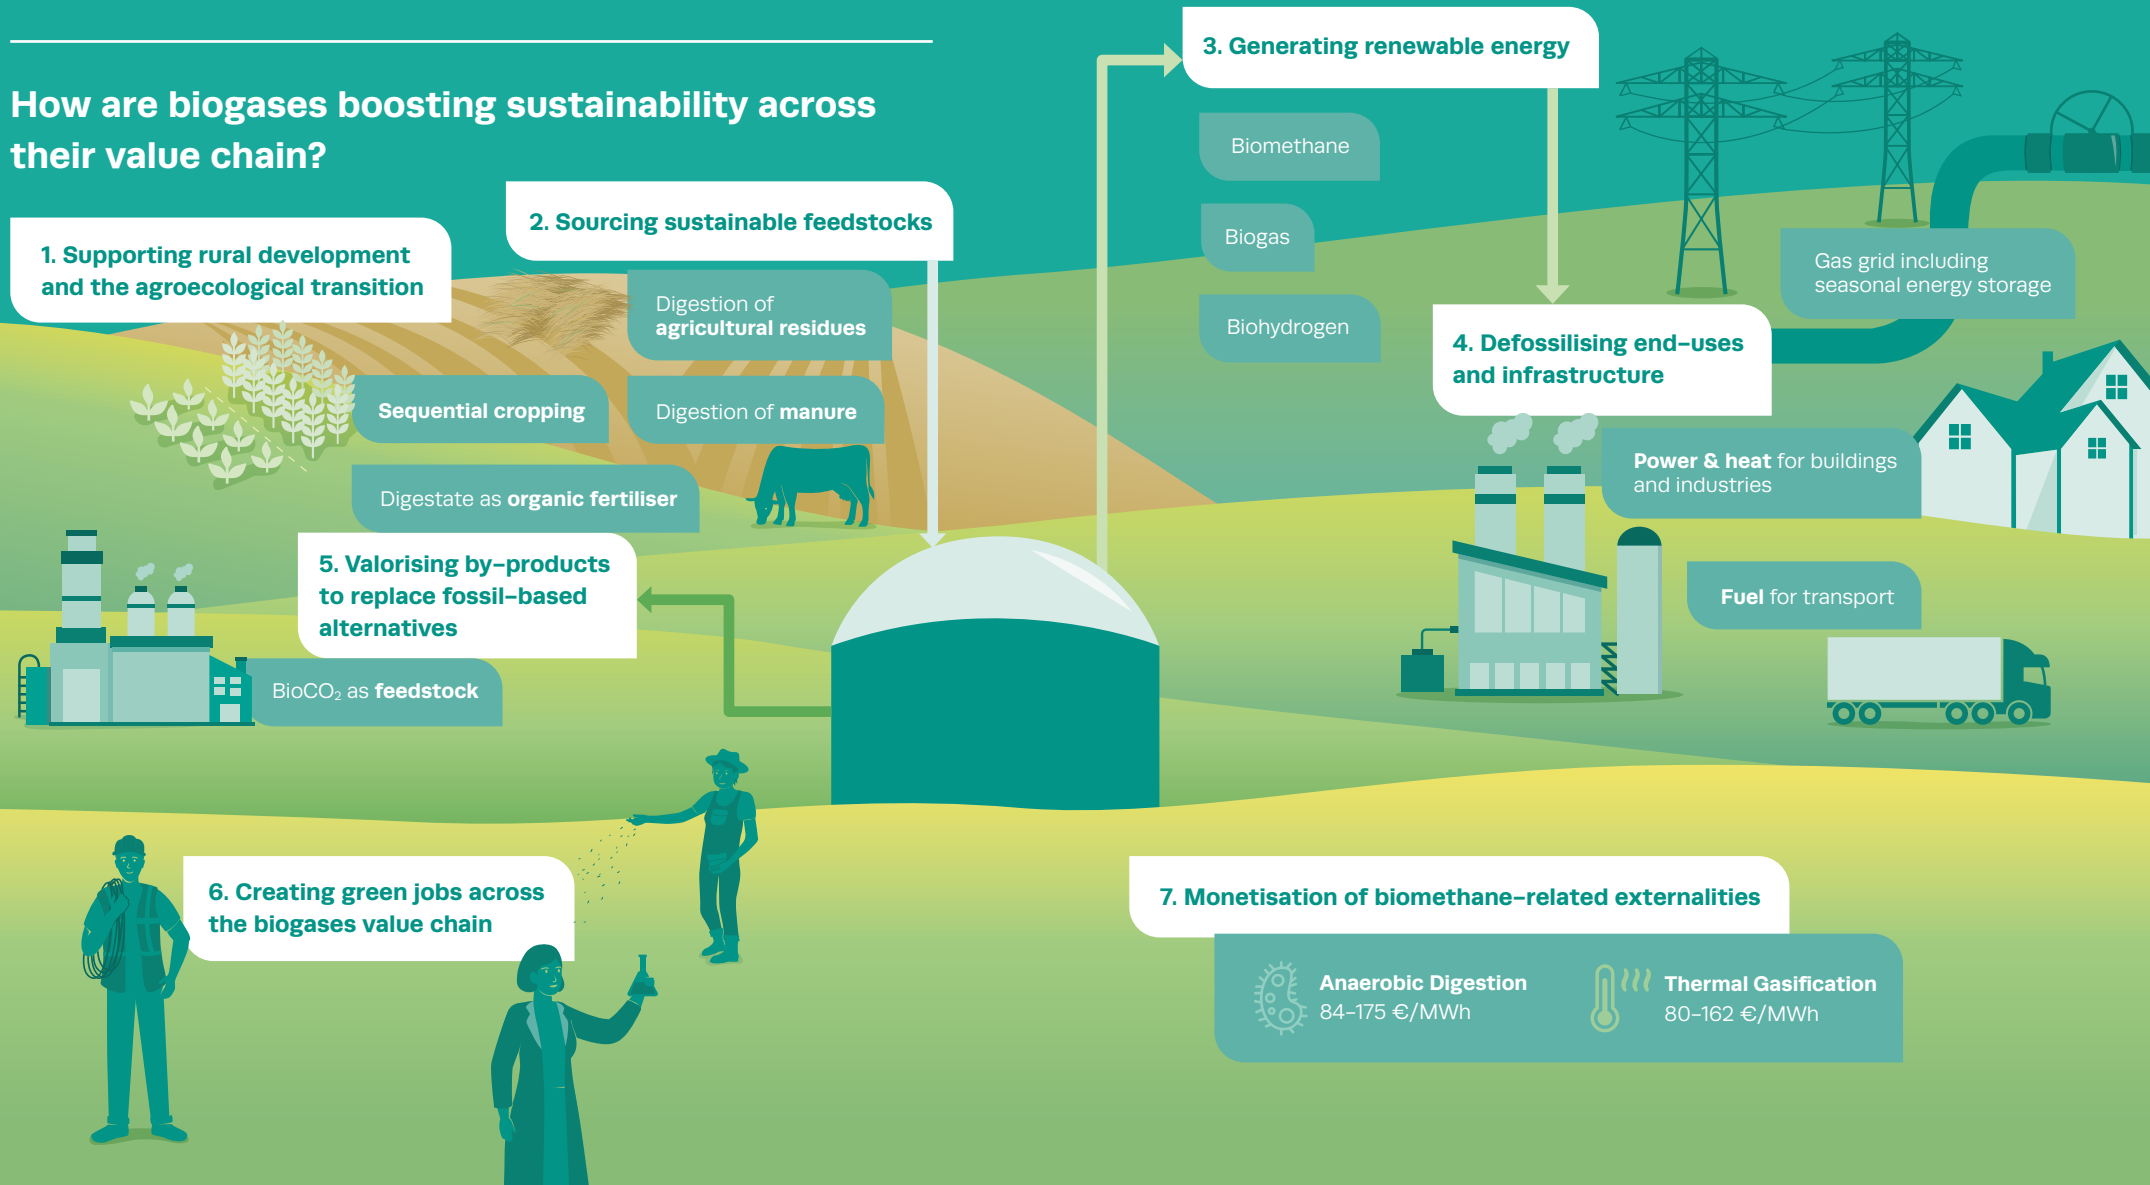 How are biogases boosting sustainability across
their value chain?
1. Supporting rural development
and the agroecological transition
2. Sourcing sustainable feedstocks
Digestion of
agricultural residues
Sequential cropping
Digestion of manure
Digestate as organic fertiliser
3. Generating renewable energy
Biomethane
Biogas
Biohydrogen
4. Defossilising end-uses
and infrastructure
Gas grid including
seasonal energy storage
Power & heat for buildings
and industries
Fuel for transport
5. Valorising by-products
to replace fossil-based
alternatives
BioCO₂ as feedstock
6. Creating green jobs across
the biogases value chain
7. Monetisation of biomethane-related externalities
Anaerobic Digestion
84-175 €/MWh
Thermal Gasification
80-162 €/MWh